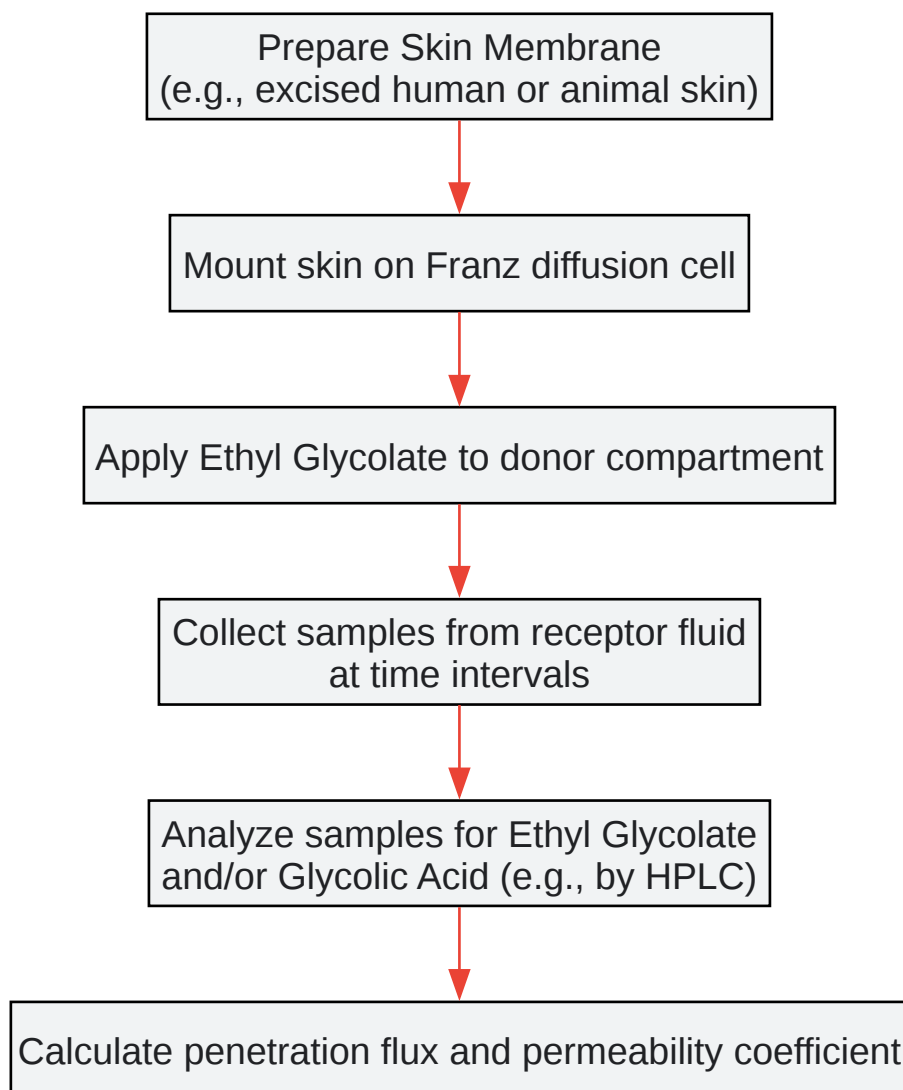 Prepare Skin Membrane
(e.g., excised human or animal skin)
Mount skin on Franz diffusion cell
Apply Ethyl Glycolate to donor compartment
Collect samples from receptor fluid
at time intervals
Analyze samples for Ethyl Glycolate
and/or Glycolic Acid (e.g., by HPLC)
Calculate penetration flux and permeability coefficient